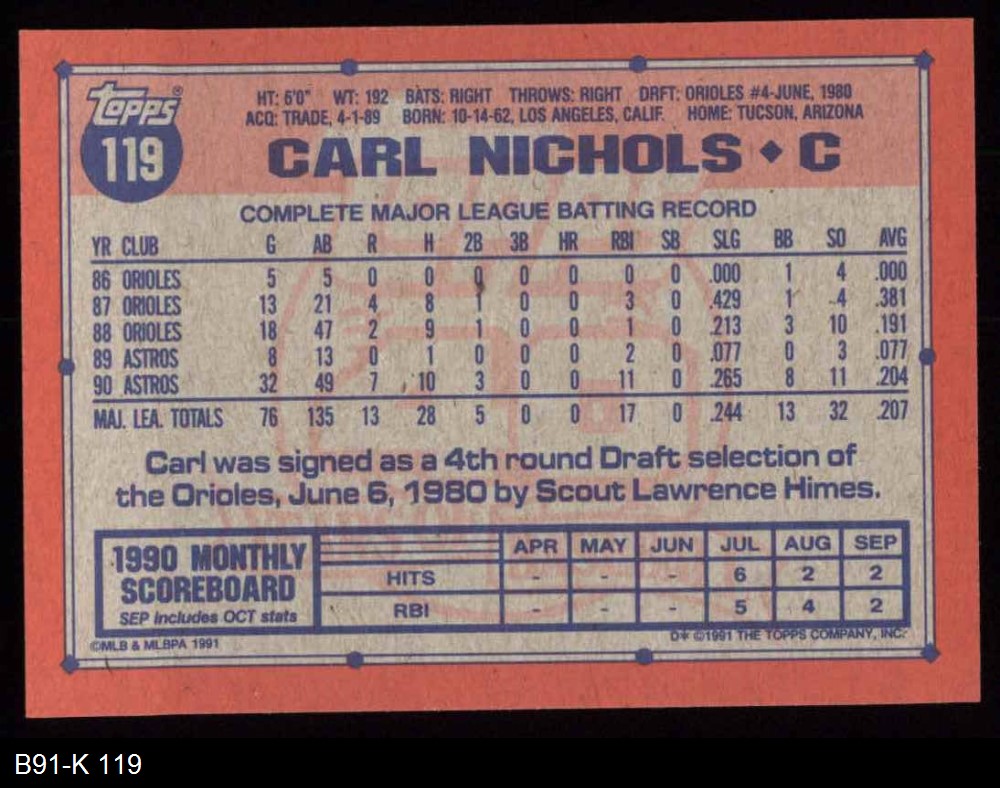 Topps®
119
HT: 6'0" WT: 192 BATS: RIGHT THROWS: RIGHT DRFT: ORIOLES #4-JUNE, 1980
ACQ: TRADE, 4-1-89 BORN: 10-14-62, LOS ANGELES, CALIF. HOME: TUCSON, ARIZONA
CARL NICHOLS ◆ C
COMPLETE MAJOR LEAGUE BATTING RECORD
YR CLUB G AB R H 2B 3B HR RBI SB SLG BB SO AVG
86 ORIOLES 5 5 0 0 0 0 0 0 0 .000 1 4 .000
87 ORIOLES 13 21 4 8 1 0 0 3 0 .429 1 4 .381
88 ORIOLES 18 47 2 9 1 0 0 1 0 .213 3 10 .191
89 ASTROS 8 13 0 1 0 0 0 2 0 .077 0 3 .077
90 ASTROS 32 49 7 10 3 0 0 11 0 .265 8 11 .204
MAJ. LEA. TOTALS 76 135 13 28 5 0 0 17 0 .244 13 32 .207
Carl was signed as a 4th round Draft selection of
the Orioles, June 6, 1980 by Scout Lawrence Himes.
1990 MONTHLY
SCOREBOARD
SEP includes OCT stats
APR MAY JUN JUL AUG SEP
HITS - - - 6 2 2
RBI - - - 5 4 2
©MLB & MLBPA 1991
D* ©1991 THE TOPPS COMPANY, INC.
B91-K 119